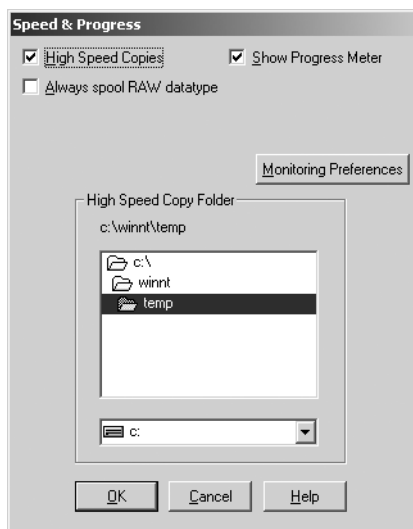 Speed & Progress
High Speed Copies
Show Progress Meter
Always spool RAW datatype
Monitoring Preferences
High Speed Copy Folder
c:\winnt\temp
c:\
winnt
temp
c:
OK
Cancel
Help